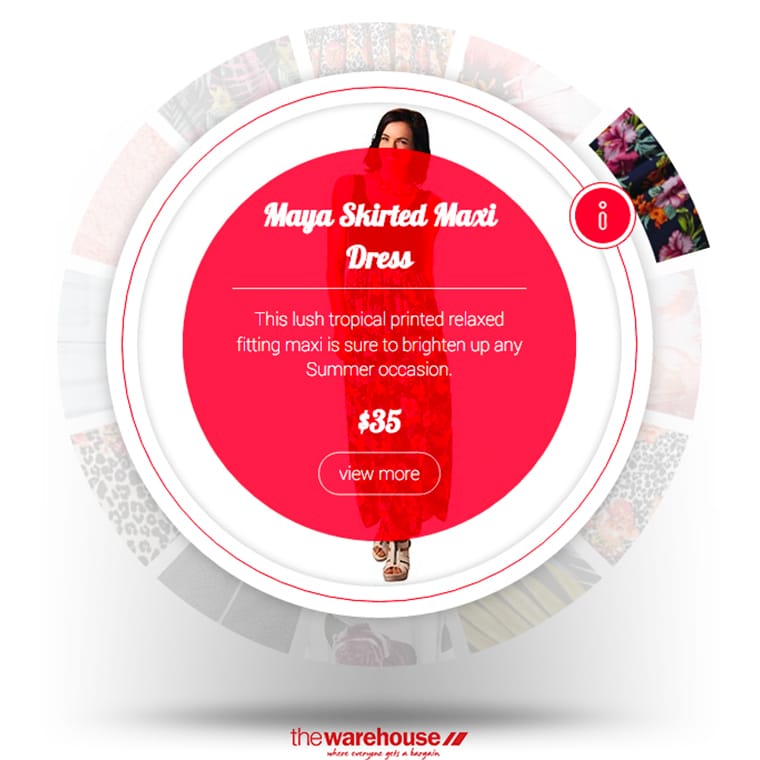 Maya Skirted Maxi
Dress
This lush tropical printed relaxed
fitting maxi is sure to brighten up any
Summer occasion.
$35
view more
thewarehouse
where everyone gets a bargain